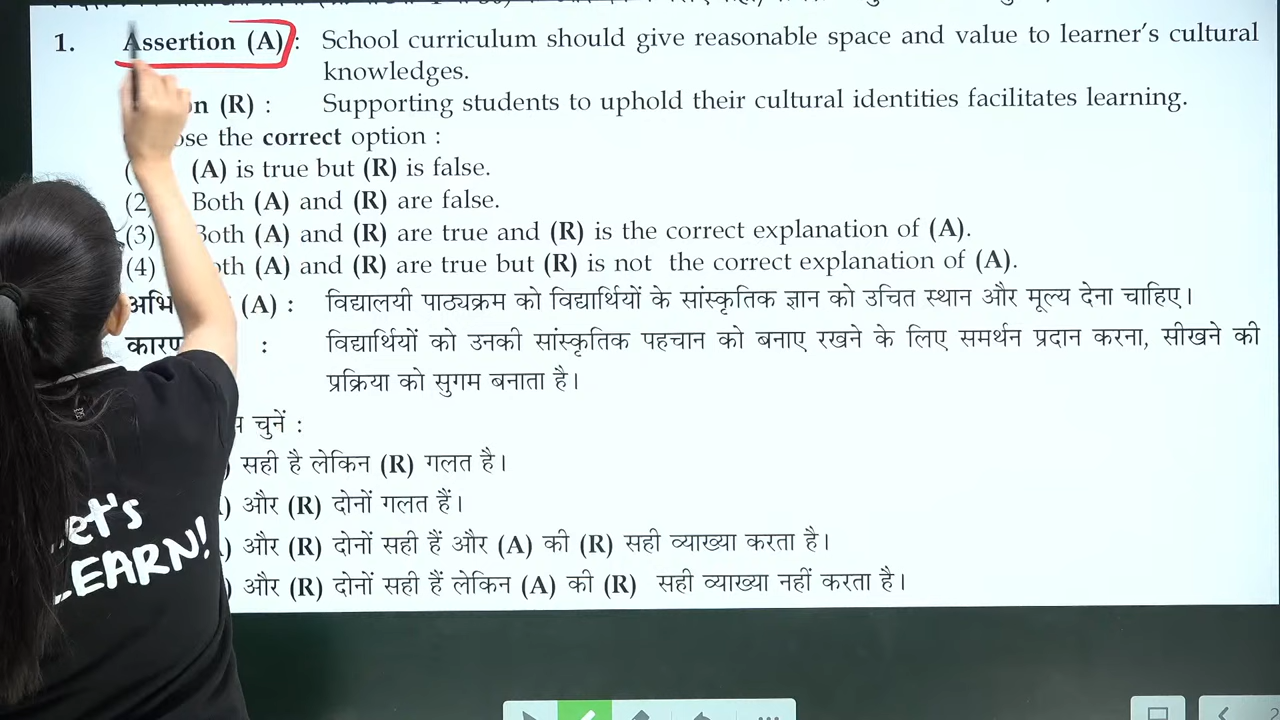 1. Assertion (A) : School curriculum should give reasonable space and value to learner's cultural
knowledges.
(R) : Supporting students to uphold their cultural identities facilitates learning.
the correct option :
(A) is true but (R) is false.
(2) Both (A) and (R) are false.
(3) Both (A) and (R) are true and (R) is the correct explanation of (A).
(4) (A) and (R) are true but (R) is not the correct explanation of (A).
(A) : विद्यालयी पाठ्यक्रम को विद्यार्थियों के सांस्कृतिक ज्ञान को उचित स्थान और मूल्य देना चाहिए।
कारण : विद्यार्थियों को उनकी सांस्कृतिक पहचान को बनाए रखने के लिए समर्थन प्रदान करना, सीखने की
प्रक्रिया को सुगम बनाता है।
चुनें :
सही है लेकिन (R) गलत है।
और (R) दोनों गलत हैं।
और (R) दोनों सही हैं और (A) की (R) सही व्याख्या करता है।
और (R) दोनों सही हैं लेकिन (A) की (R) सही व्याख्या नहीं करता है।
Let's
LEARN!